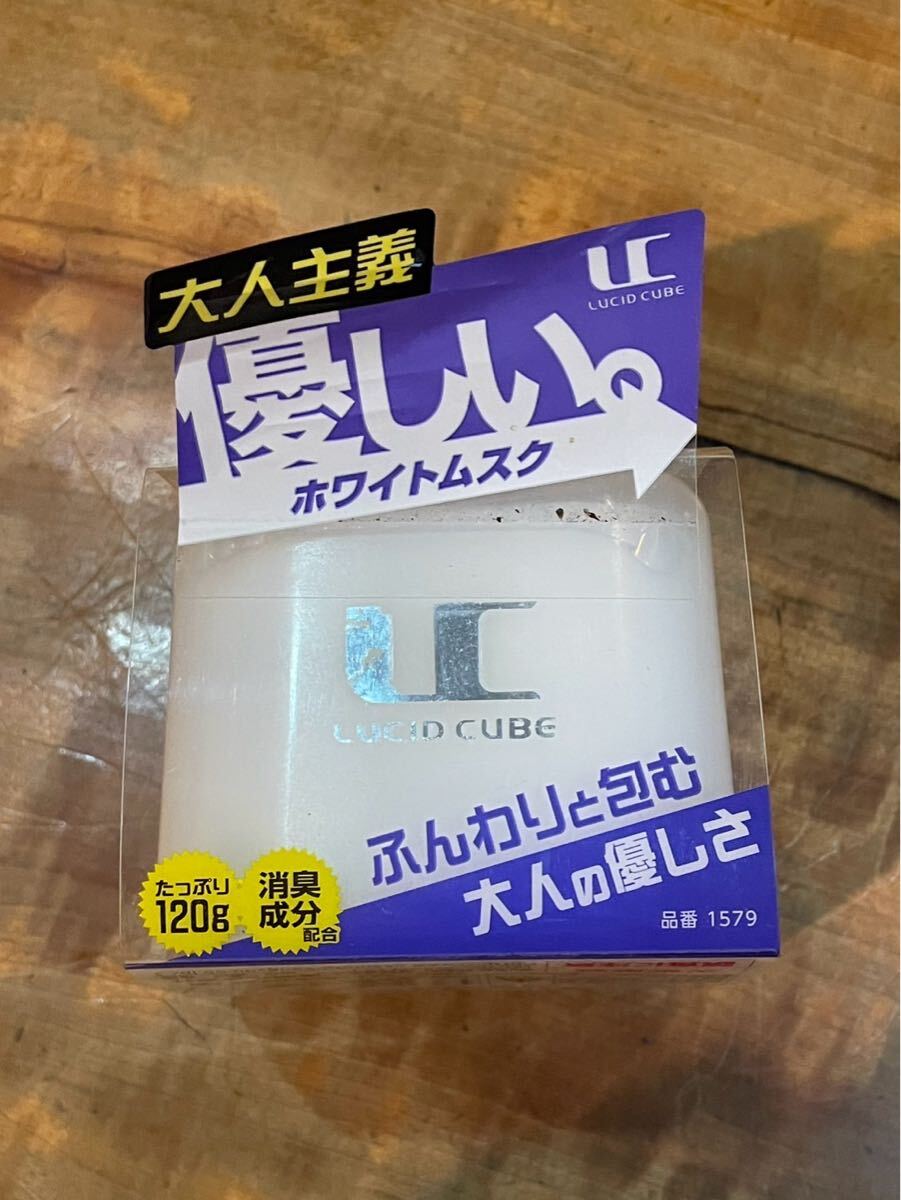 大人主義
UC
LUCID CUBE
優しい。
ホワイトムスク
UC
LUCID CUBE
ふんわりと包む
大人の優しさ
たっぷり
120g
消臭
成分
配合
品番 1579